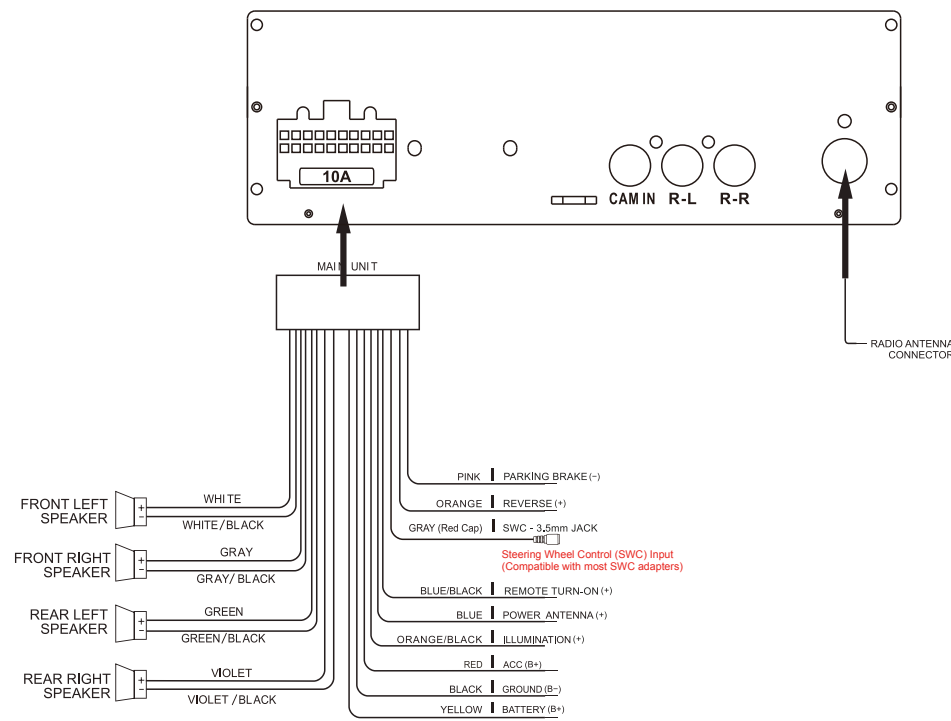 10A
CAM IN R-L R-R
MAIN UNIT
RADIO ANTENNA
CONNECTOR
PINK PARKING BRAKE (−)
ORANGE REVERSE (+)
GRAY (Red Cap) SWC - 3.5mm JACK
Steering Wheel Control (SWC) Input
(Compatible with most SWC adapters)
BLUE/BLACK REMOTE TURN-ON (+)
BLUE POWER ANTENNA (+)
ORANGE/BLACK ILLUMINATION (+)
RED ACC (B+)
BLACK GROUND (B−)
YELLOW BATTERY (B+)
FRONT LEFT
SPEAKER
+
−
WHITE
WHITE/BLACK
FRONT RIGHT
SPEAKER
+
−
GRAY
GRAY/BLACK
REAR LEFT
SPEAKER
+
−
GREEN
GREEN/BLACK
REAR RIGHT
SPEAKER
+
−
VIOLET
VIOLET/BLACK